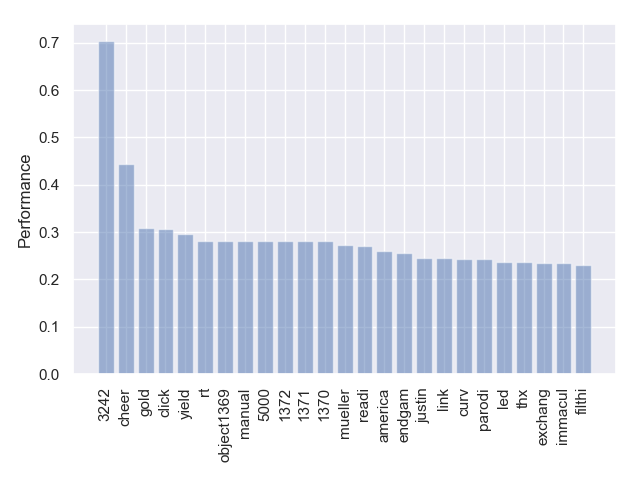 0.7
0.6
0.5
0.4
0.3
0.2
0.1
0.0
Performance
3242
cheer
gold
dick
yield
rt
object1369
manual
5000
1372
1371
1370
mueller
readi
america
endgam
justin
link
curv
parodi
led
thx
exchang
immacul
filthi